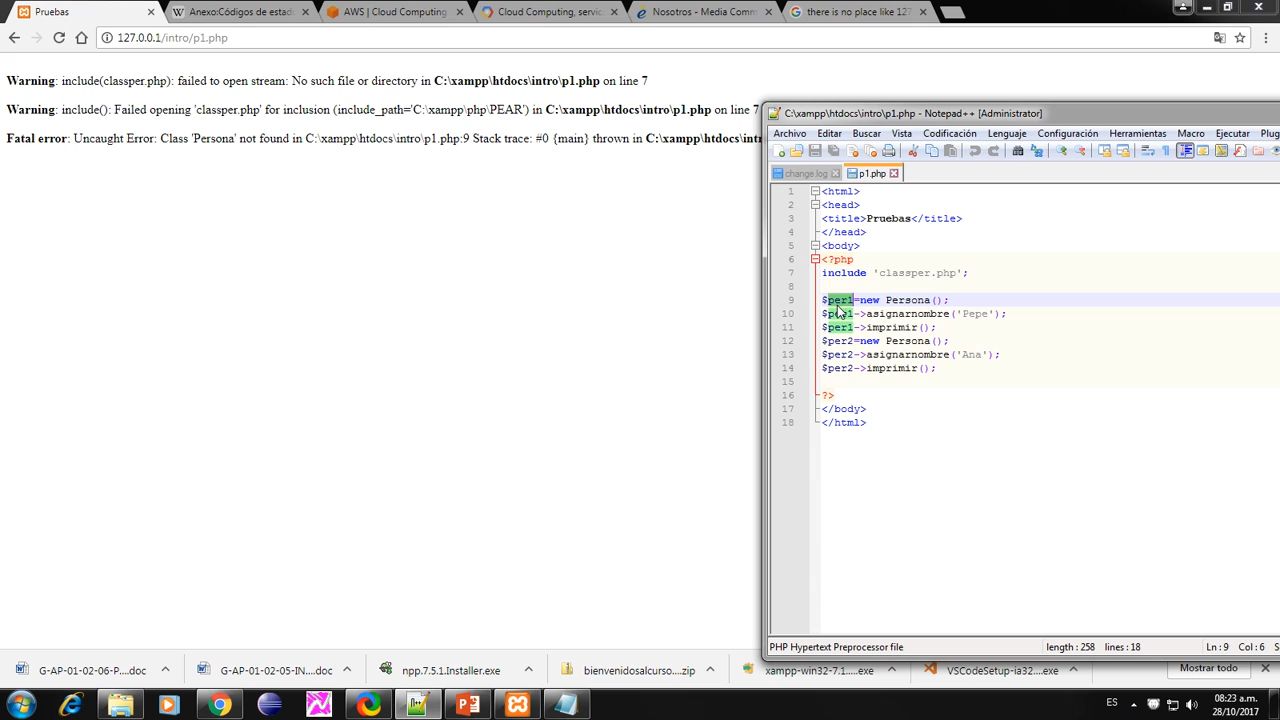 Pruebas
Anexo:Códigos de estad
AWS | Cloud Computing
Cloud Computing, servic
Nosotros - Media Comm
there is no place like 127
127.0.0.1/intro/p1.php
Warning: include(classper.php): failed to open stream: No such file or directory in C:\xampp\htdocs\intro\p1.php on line 7
Warning: include(): Failed opening 'classper.php' for inclusion (include_path='C:\xampp\php\PEAR') in C:\xampp\htdocs\intro\p1.php on line 7
Fatal error: Uncaught Error: Class 'Persona' not found in C:\xampp\htdocs\intro\p1.php:9 Stack trace: #0 {main} thrown in C:\xampp\htdocs\intro
C:\xampp\htdocs\intro\p1.php - Notepad++ [Administrator]
Archivo Editar Buscar Vista Codificación Lenguaje Configuración Herramientas Macro Ejecutar Plug
change.log
p1.php
1 <html>
2 <head>
3 <title>Pruebas</title>
4 </head>
5 <body>
6 <?php
7 include 'classper.php';
8
9 $per1=new Persona();
10 $per1->asignarnombre('Pepe');
11 $per1->imprimir();
12 $per2=new Persona();
13 $per2->asignarnombre('Ana');
14 $per2->imprimir();
15
16 ?>
17 </body>
18 </html>
PHP Hypertext Preprocessor file length : 258 lines : 18 Ln : 9 Col : 6 S
G-AP-01-02-06-P....doc
G-AP-01-02-05-IN....doc
npp.7.5.1.Installer.exe
bienvenidosalcurso....zip
xampp-win32-7.1....exe
VSCodeSetup-ia32....exe
Mostrar todo
ES
08:23 a.m.
28/10/2017